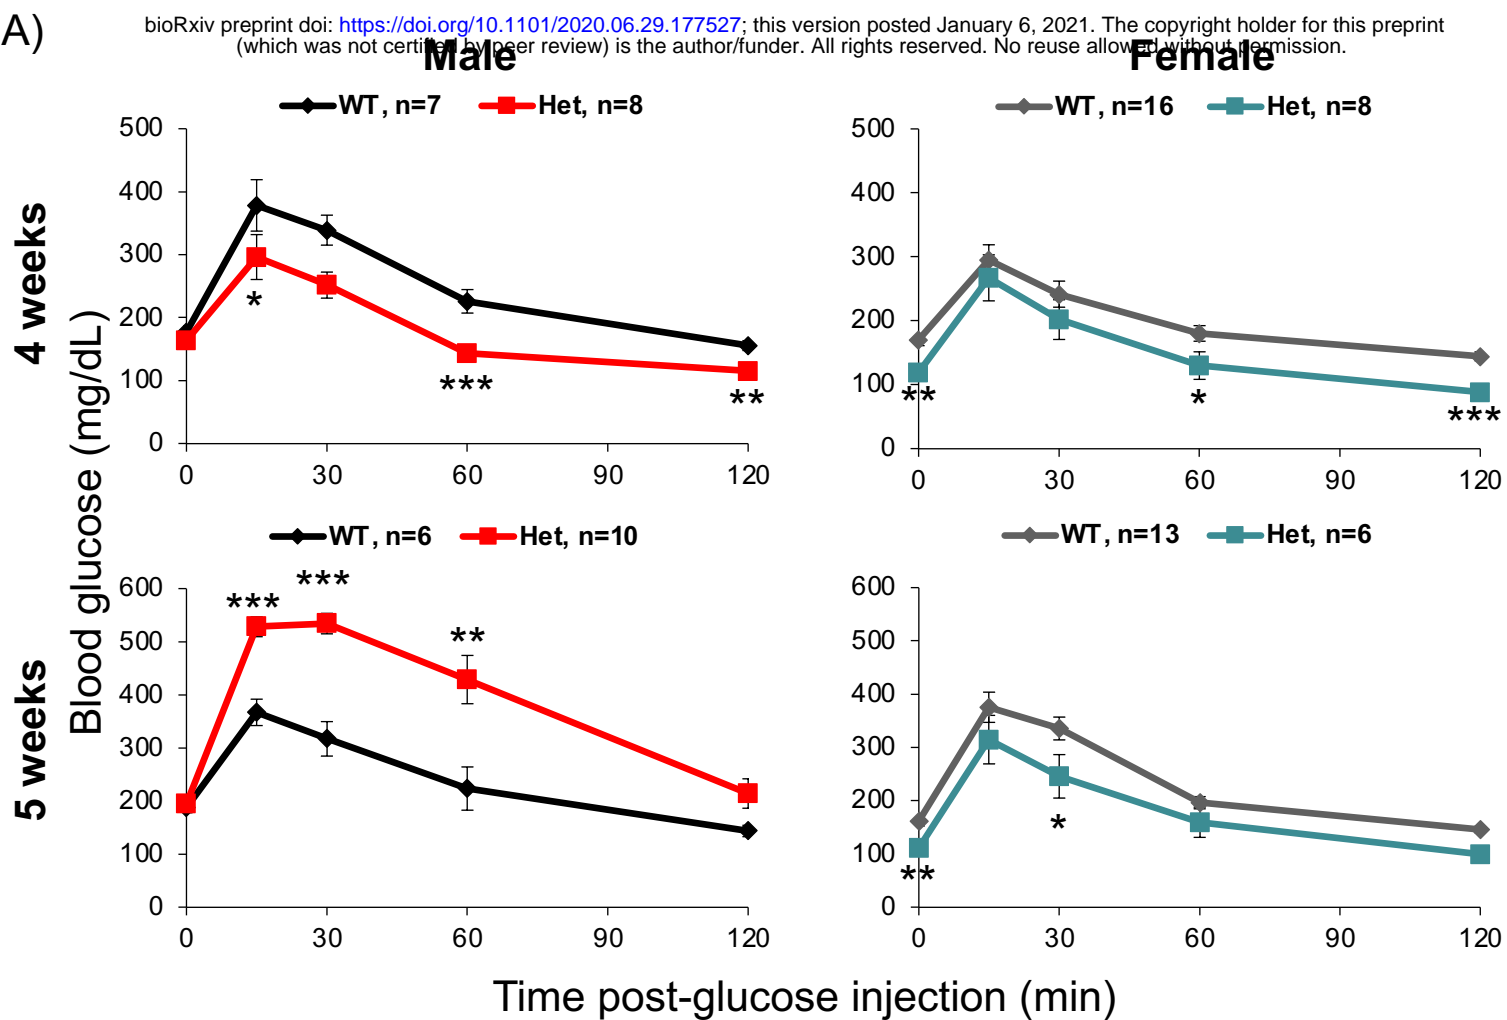 A)
bioRxiv preprint doi: https://doi.org/10.1101/2020.06.29.177527; this version posted January 6, 2021. The copyright holder for this preprint
(which was not certified by peer review) is the author/funder. All rights reserved. No reuse allowed without permission.
Male
Female
WT, n=7 Het, n=8
WT, n=16 Het, n=8
4 weeks
5 weeks
Blood glucose (mg/dL)
500
400
300
200
100
0
0 30 60 90 120
* *** **
500
400
300
200
100
0
0 30 60 90 120
** * ***
WT, n=6 Het, n=10
WT, n=13 Het, n=6
600
500
400
300
200
100
0
0 30 60 90 120
*** *** **
600
500
400
300
200
100
0
0 30 60 90 120
** *
Time post-glucose injection (min)